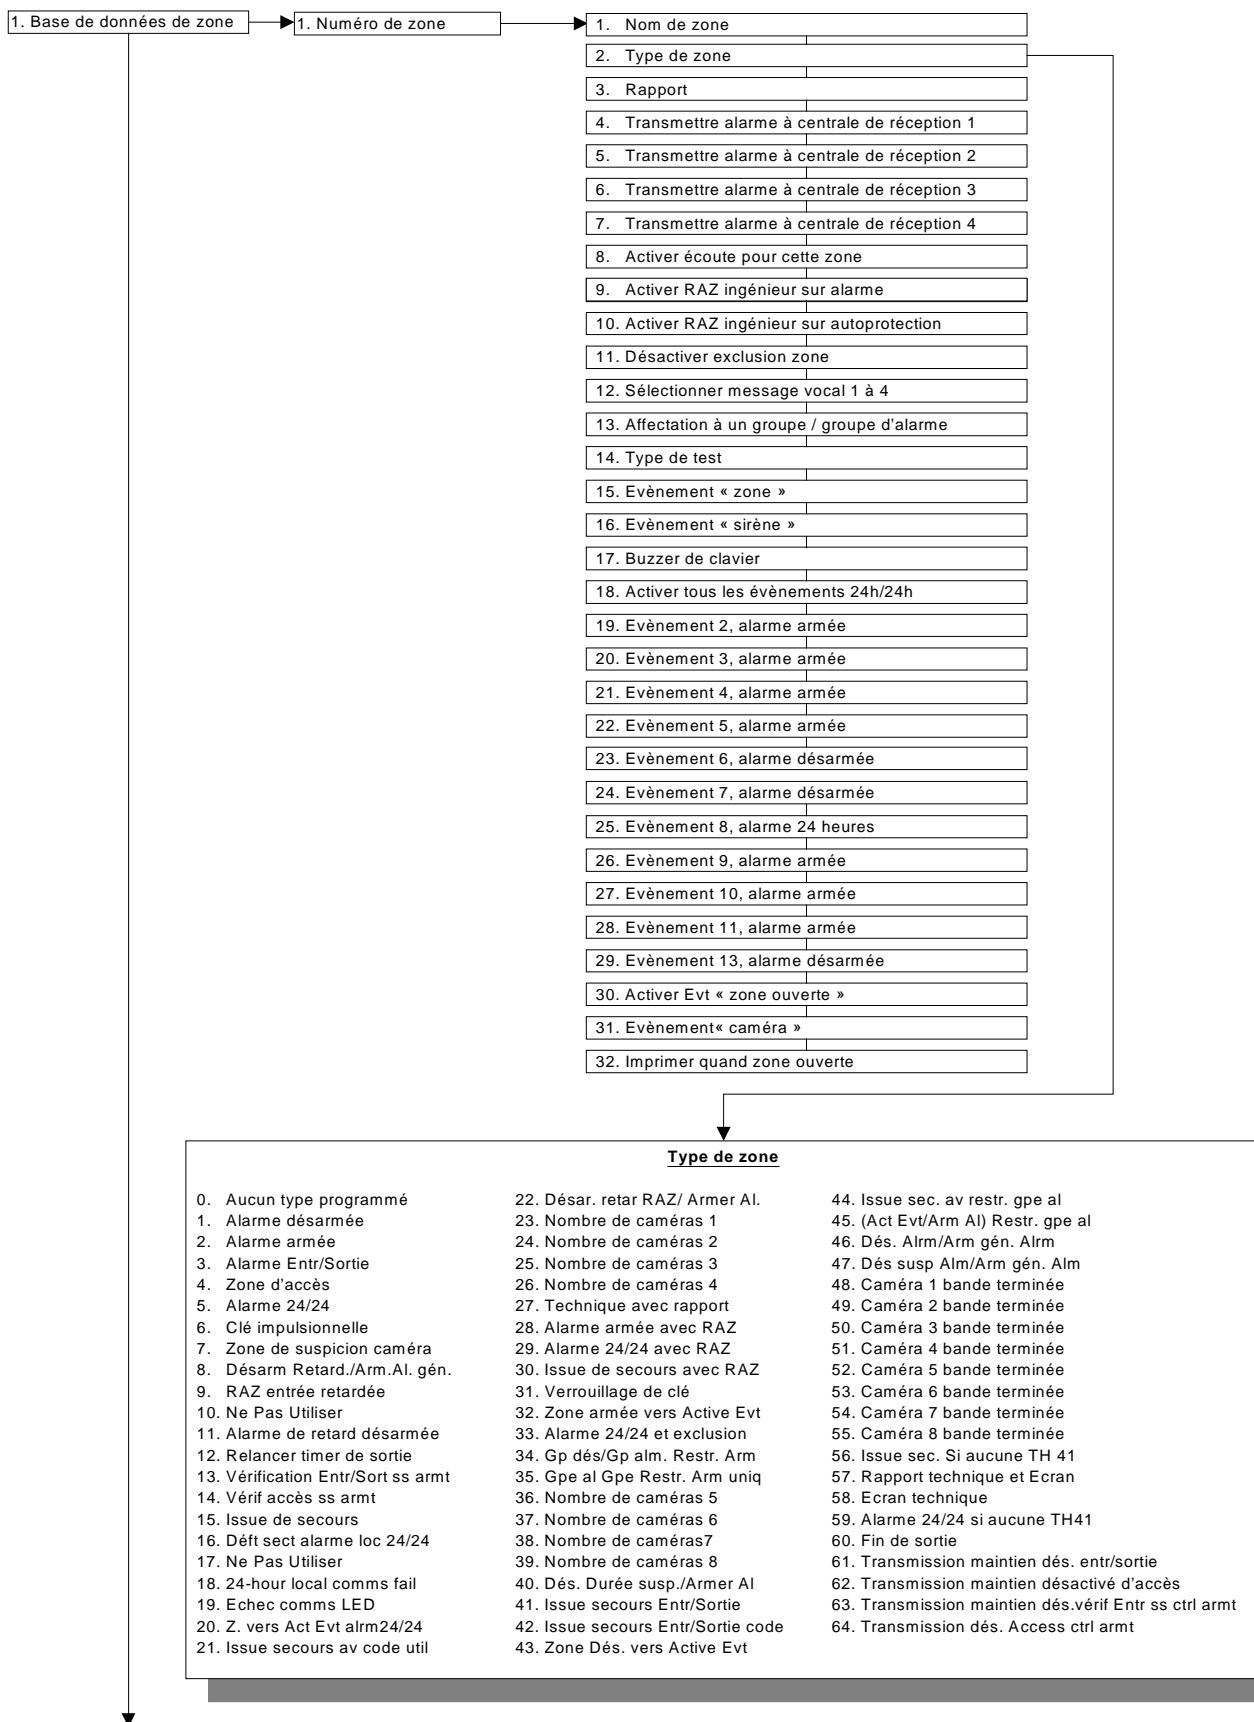 1. Base de données de zone
1. Numéro de zone
1. Nom de zone
2. Type de zone
3. Rapport
4. Transmettre alarme à centrale de réception 1
5. Transmettre alarme à centrale de réception 2
6. Transmettre alarme à centrale de réception 3
7. Transmettre alarme à centrale de réception 4
8. Activer écoute pour cette zone
9. Activer RAZ ingénieur sur alarme
10. Activer RAZ ingénieur sur autoprotection
11. Désactiver exclusion zone
12. Sélectionner message vocal 1 à 4
13. Affectation à un groupe / groupe d'alarme
14. Type de test
15. Evènement « zone »
16. Evènement « sirène »
17. Buzzer de clavier
18. Activer tous les évènements 24h/24h
19. Evènement 2, alarme armée
20. Evènement 3, alarme armée
21. Evènement 4, alarme armée
22. Evènement 5, alarme armée
23. Evènement 6, alarme désarmée
24. Evènement 7, alarme désarmée
25. Evènement 8, alarme 24 heures
26. Evènement 9, alarme armée
27. Evènement 10, alarme armée
28. Evènement 11, alarme armée
29. Evènement 13, alarme désarmée
30. Activer Evt « zone ouverte »
31. Evènement« caméra »
32. Imprimer quand zone ouverte
Type de zone
0. Aucun type programmé
1. Alarme désarmée
2. Alarme armée
3. Alarme Entr/Sortie
4. Zone d'accès
5. Alarme 24/24
6. Clé impulsionnelle
7. Zone de suspicion caméra
8. Désarm Retard./Arm.Al. gén.
9. RAZ entrée retardée
10. Ne Pas Utiliser
11. Alarme de retard désarmée
12. Relancer timer de sortie
13. Vérification Entr/Sort ss armt
14. Vérif accès ss armt
15. Issue de secours
16. Déft sect alarme loc 24/24
17. Ne Pas Utiliser
18. 24-hour local comms fail
19. Echec comms LED
20. Z. vers Act Evt alrm24/24
21. Issue secours av code util
22. Désar. retar RAZ/ Armer Al.
23. Nombre de caméras 1
24. Nombre de caméras 2
25. Nombre de caméras 3
26. Nombre de caméras 4
27. Technique avec rapport
28. Alarme armée avec RAZ
29. Alarme 24/24 avec RAZ
30. Issue de secours avec RAZ
31. Verrouillage de clé
32. Zone armée vers Active Evt
33. Alarme 24/24 et exclusion
34. Gp dés/Gp alm. Restr. Arm
35. Gpe al Gpe Restr. Arm uniq
36. Nombre de caméras 5
37. Nombre de caméras 6
38. Nombre de caméras7
39. Nombre de caméras 8
40. Dés. Durée susp./Armer Al
41. Issue secours Entr/Sortie
42. Issue secours Entr/Sortie code
43. Zone Dés. vers Active Evt
44. Issue sec. av restr. gpe al
45. (Act Evt/Arm Al) Restr. gpe al
46. Dés. Alrm/Arm gén. Alrm
47. Dés susp Alm/Arm gén. Alm
48. Caméra 1 bande terminée
49. Caméra 2 bande terminée
50. Caméra 3 bande terminée
51. Caméra 4 bande terminée
52. Caméra 5 bande terminée
53. Caméra 6 bande terminée
54. Caméra 7 bande terminée
55. Caméra 8 bande terminée
56. Issue sec. Si aucune TH 41
57. Rapport technique et Ecran
58. Ecran technique
59. Alarme 24/24 si aucune TH41
60. Fin de sortie
61. Transmission maintien dés. entr/sortie
62. Transmission maintien désactivé d'accès
63. Transmission maintien dés.vérif Entr ss ctrl armt
64. Transmission dés. Access ctrl armt